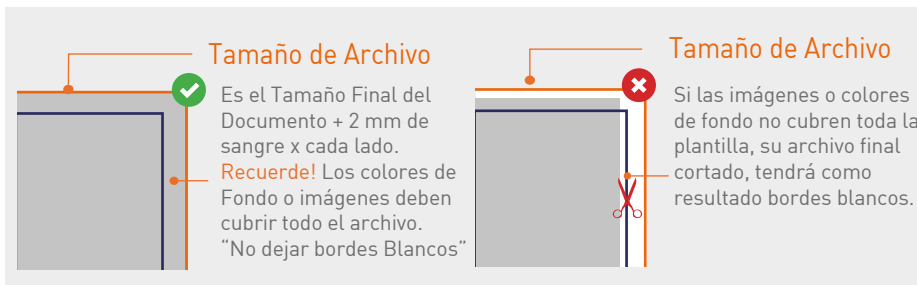 Tamaño de Archivo
Es el Tamaño Final del
Documento + 2 mm de
sangre x cada lado.
Recuerde! Los colores de
Fondo o imágenes deben
cubrir todo el archivo.
“No dejar bordes Blancos”
Tamaño de Archivo
Si las imágenes o colores
de fondo no cubren toda la
plantilla, su archivo final
cortado, tendrá como
resultado bordes blancos.